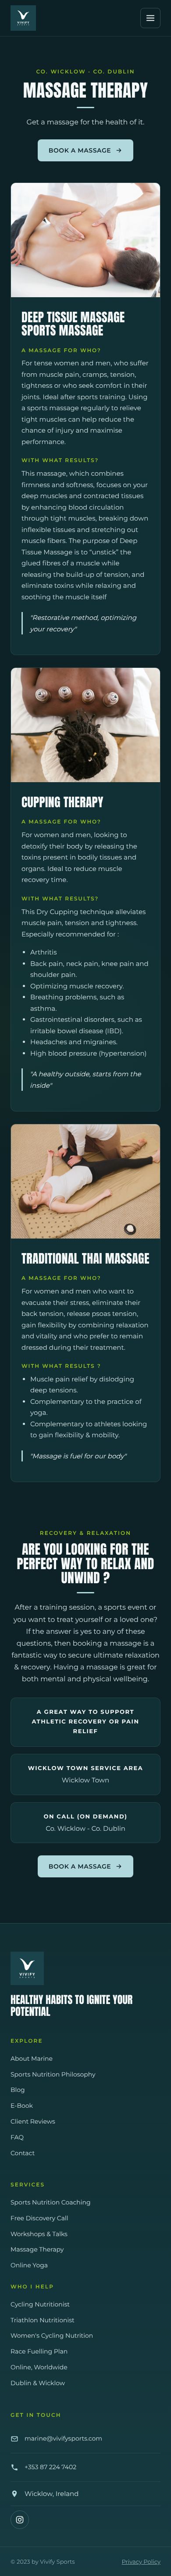 VIVIFY
CO. WICKLOW - CO. DUBLIN
MASSAGE THERAPY
Get a massage for the health of it.
BOOK A MASSAGE →
DEEP TISSUE MASSAGE
SPORTS MASSAGE
A MASSAGE FOR WHO?
For tense women and men, who suffer
from muscle pain, cramps, tension,
tightness or who seek comfort in their
joints. Ideal after sports training. Using
a sports massage regularly to relieve
tight muscles can help reduce the
chance of injury and maximise
performance.
WITH WHAT RESULTS?
This massage, which combines
firmness and softness, focuses on your
deep muscles and contracted tissues
by enhancing blood circulation
through tight muscles, breaking down
inflexible tissues and stretching out
muscle fibers. The purpose of Deep
Tissue Massage is to “unstick” the
glued fibres of a muscle while
releasing the build-up of tension, and
eliminate toxins while relaxing and
soothing the muscle itself
"Restorative method, optimizing
your recovery"
CUPPING THERAPY
A MASSAGE FOR WHO?
For women and men, looking to
detoxify their body by releasing the
toxins present in bodily tissues and
organs. Ideal to reduce muscle
recovery time.
WITH WHAT RESULTS?
This Dry Cupping technique alleviates
muscle pain, tension and tightness.
Especially recommended for :
• Arthritis
• Back pain, neck pain, knee pain and
shoulder pain.
• Optimizing muscle recovery.
• Breathing problems, such as
asthma.
• Gastrointestinal disorders, such as
irritable bowel disease (IBD).
• Headaches and migraines.
• High blood pressure (hypertension)
"A healthy outside, starts from the
inside"
TRADITIONAL THAI MASSAGE
A MASSAGE FOR WHO?
For women and men who want to
evacuate their stress, eliminate their
back tension, release psoas tension,
gain flexibility by combining relaxation
and vitality and who prefer to remain
dressed during their treatment.
WITH WHAT RESULTS ?
• Muscle pain relief by dislodging
deep tensions.
• Complementary to the practice of
yoga.
• Complementary to athletes looking
to gain flexibility & mobility.
"Massage is fuel for our body"
RECOVERY & RELAXATION
ARE YOU LOOKING FOR THE
PERFECT WAY TO RELAX AND
UNWIND ?
After a training session, a sports event or
you want to treat yourself or a loved one?
If the answer is yes to any of these
questions, then booking a massage is a
fantastic way to secure ultimate relaxation
& recovery. Having a massage is great for
both mental and physical wellbeing.
A GREAT WAY TO SUPPORT
ATHLETIC RECOVERY OR PAIN
RELIEF
WICKLOW TOWN SERVICE AREA
Wicklow Town
ON CALL (ON DEMAND)
Co. Wicklow - Co. Dublin
BOOK A MASSAGE →
VIVIFY
SPORTS
HEALTHY HABITS TO IGNITE YOUR
POTENTIAL
EXPLORE
About Marine
Sports Nutrition Philosophy
Blog
E-Book
Client Reviews
FAQ
Contact
SERVICES
Sports Nutrition Coaching
Free Discovery Call
Workshops & Talks
Massage Therapy
Online Yoga
WHO I HELP
Cycling Nutritionist
Triathlon Nutritionist
Women's Cycling Nutrition
Race Fuelling Plan
Online, Worldwide
Dublin & Wicklow
GET IN TOUCH
marine@vivifysports.com
+353 87 224 7402
Wicklow, Ireland
© 2023 by Vivify Sports
Privacy Policy